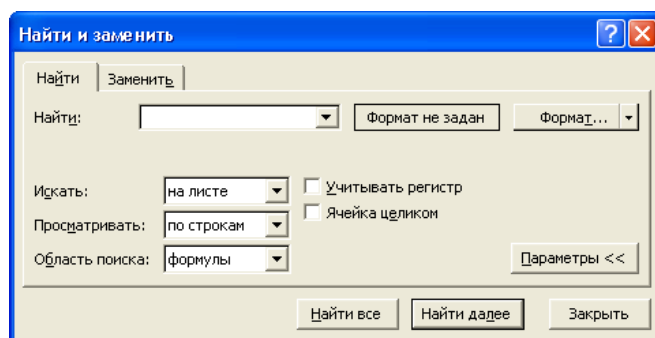 Найти и заменить
Найти Заменить
Найти: Формат не задан Формат...
Искать: на листе Учитывать регистр
Просматривать: по строкам Ячейка целиком
Область поиска: формулы Параметры <<
Найти все Найти далее Закрыть